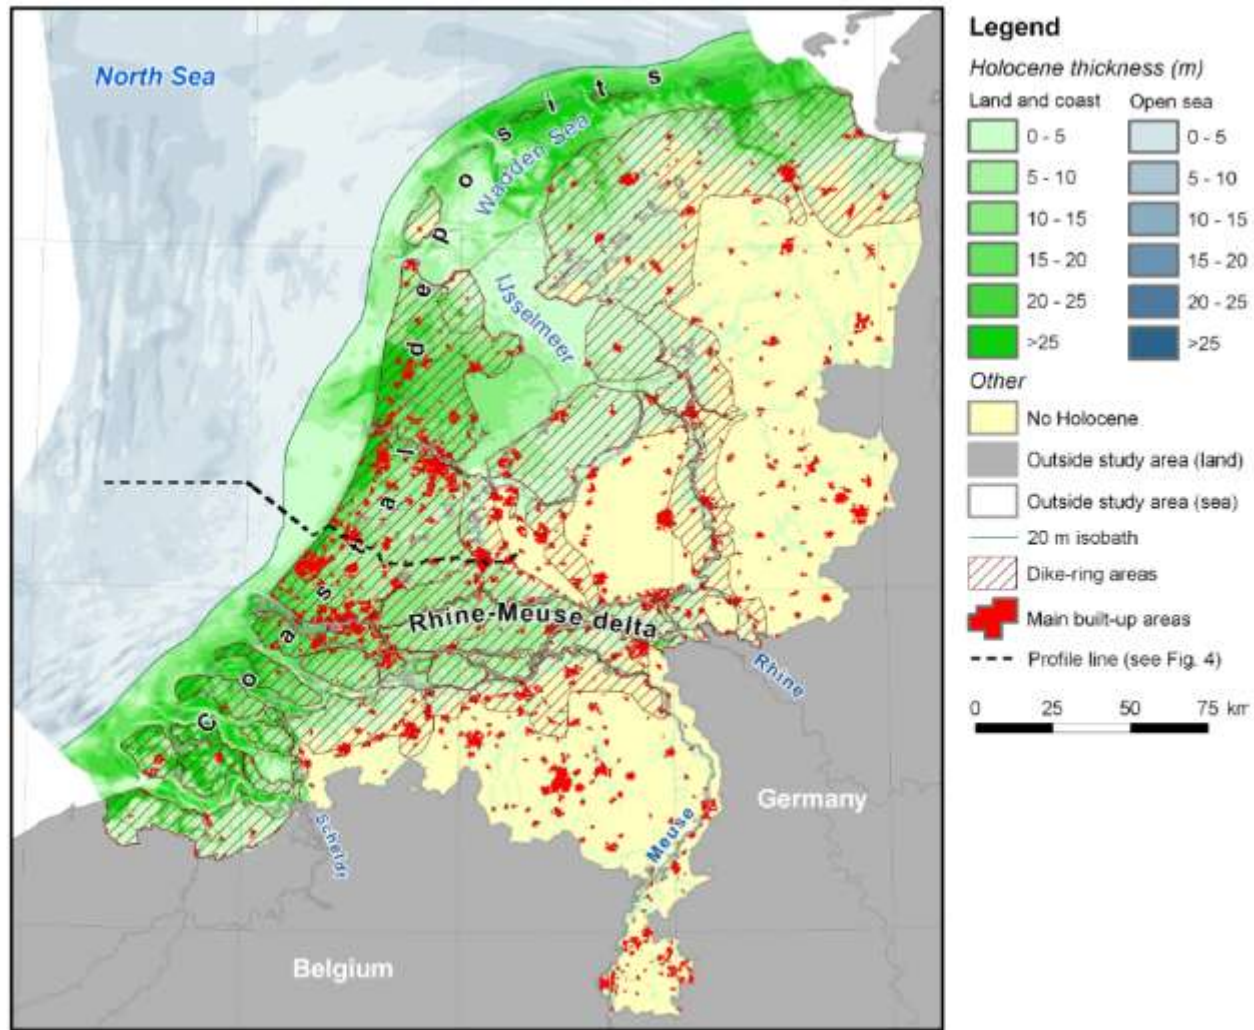 North Sea
Coastal deposits
Wadden Sea
IJsselmeer
Rhine-Meuse delta
Rhine
Meuse
Scheldt
Germany
Belgium
Legend
Holocene thickness (m)
Land and coast Open sea
0 - 5 0 - 5
5 - 10 5 - 10
10 - 15 10 - 15
15 - 20 15 - 20
20 - 25 20 - 25
>25 >25
Other
No Holocene
Outside study area (land)
Outside study area (sea)
20 m isobath
Dike-ring areas
Main built-up areas
Profile line (see Fig. 4)
0 25 50 75 km